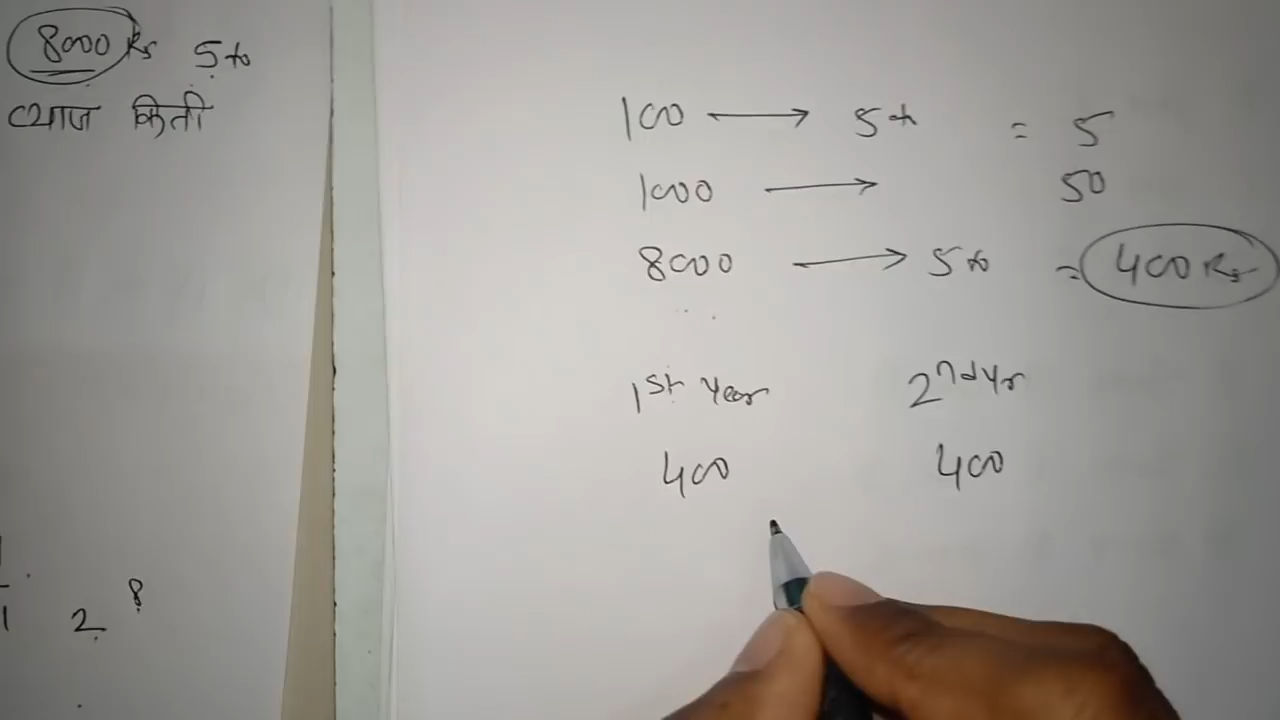 8000 Rs 5%
व्याज किती
1
2 8
100 → 5% = 5
1000 → 50
8000 → 5% = 400 Rs
1st Year 2nd yr
400 400